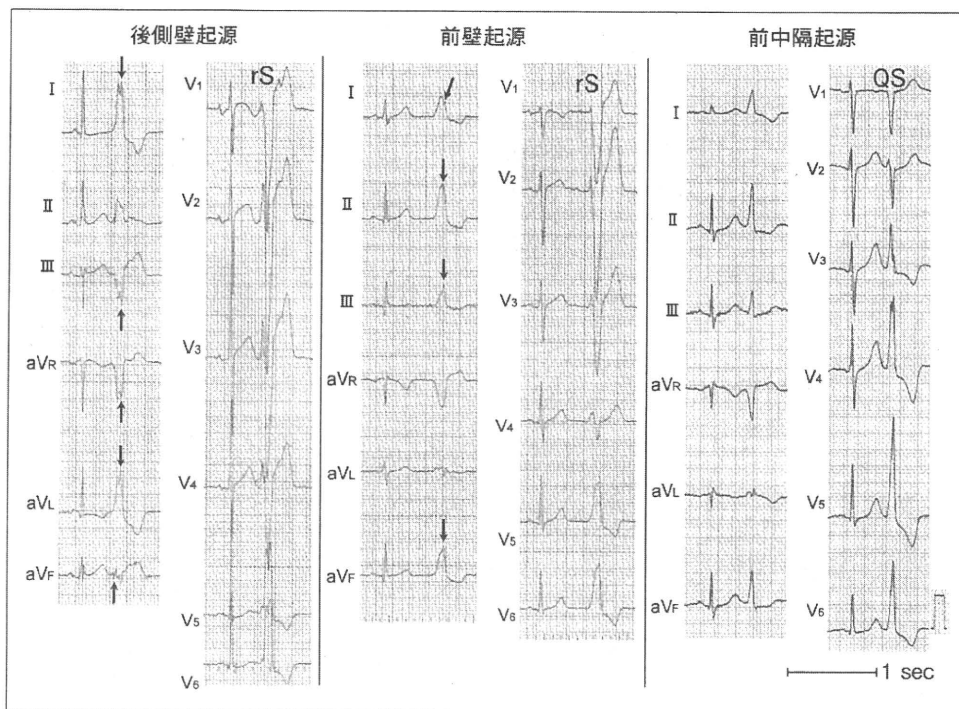 後側壁起源
I
II
III
aVR
aVL
aVF
rS
V1
V2
V3
V4
V5
V6
前壁起源
I
II
III
aVR
aVL
aVF
rS
V1
V2
V3
V4
V5
V6
前中隔起源
I
II
III
aVR
aVL
aVF
QS
V1
V2
V3
V4
V5
V6
1 sec